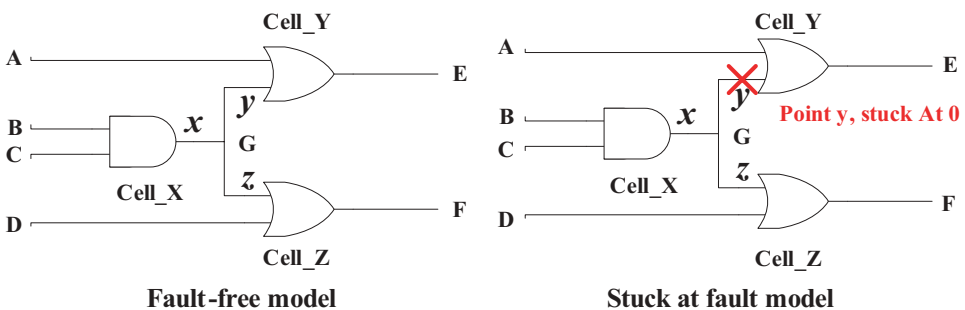 Cell_Y
A
E
y
B
x
G
C
z
Cell_X
D
F
Cell_Z
Fault-free model
Cell_Y
A
E
y
Point y, stuck At 0
B
x
G
C
z
Cell_X
D
F
Cell_Z
Stuck at fault model